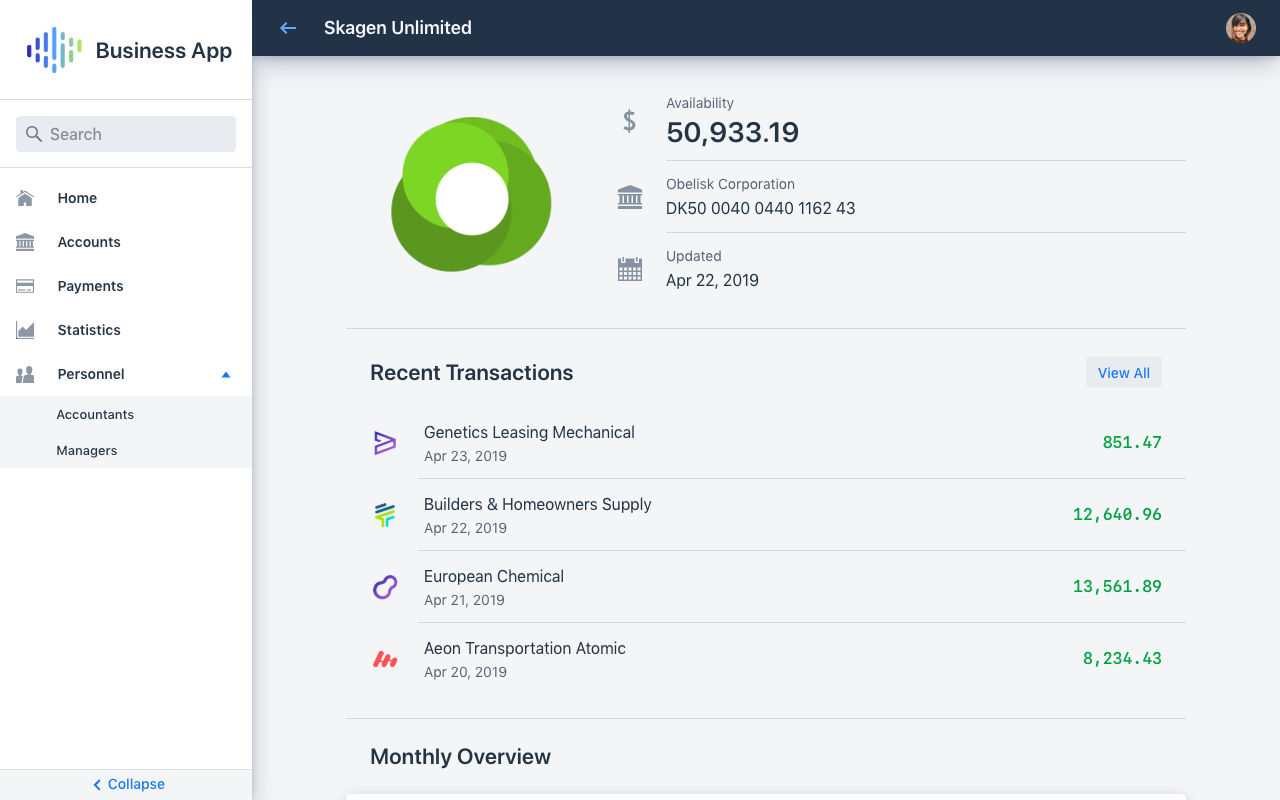 Business App
Skagen Unlimited
Search
Home
Accounts
Payments
Statistics
Personnel
Accountants
Managers
Collapse
$
Availability
50,933.19
Obelisk Corporation
DK50 0040 0440 1162 43
Updated
Apr 22, 2019
Recent Transactions
View All
Genetics Leasing Mechanical
Apr 23, 2019
851.47
Builders & Homeowners Supply
Apr 22, 2019
12,640.96
European Chemical
Apr 21, 2019
13,561.89
Aeon Transportation Atomic
Apr 20, 2019
8,234.43
Monthly Overview